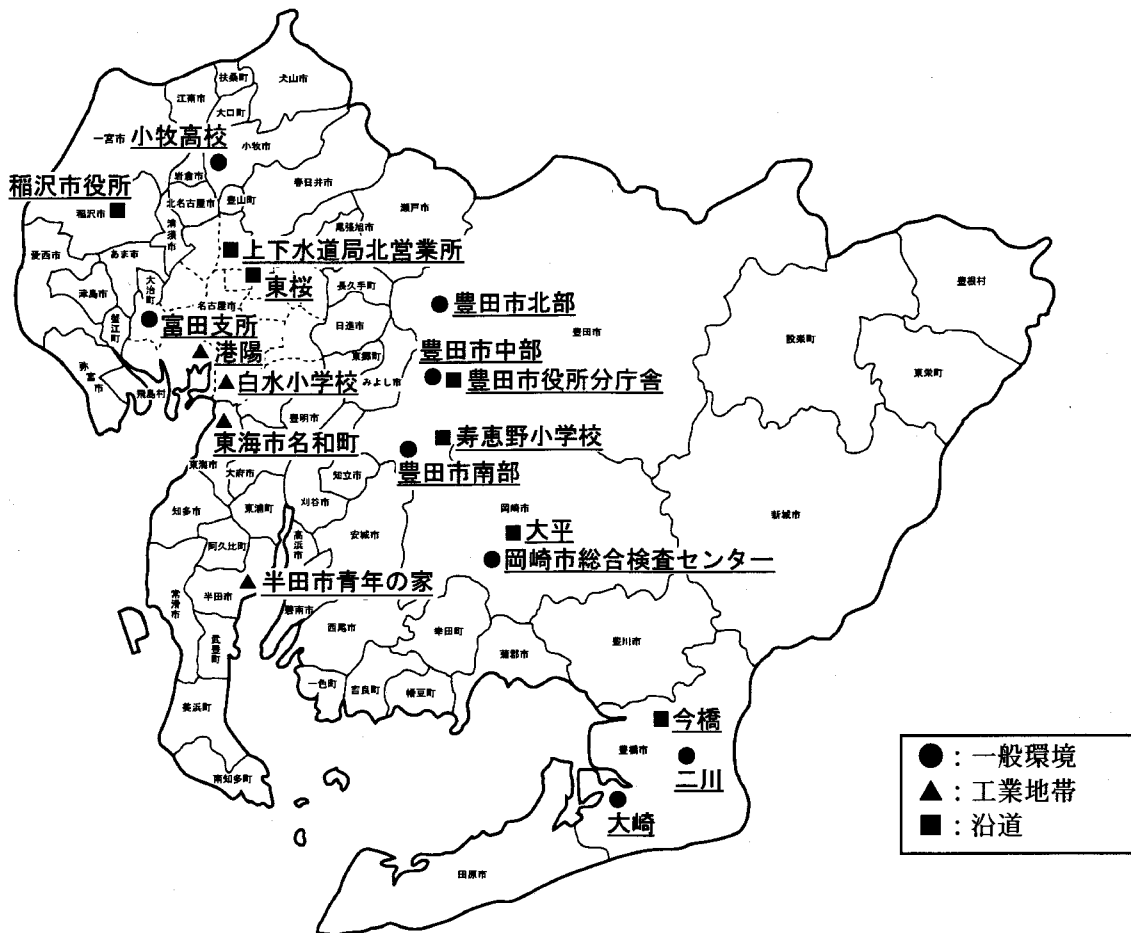 扶桑町
犬山市
江南市
大口町
一宮市
小牧高校
小牧市
岩倉市
春日井市
稲沢市役所
稲沢市
北名古屋市
豊山町
瀬戸市
清須市
尾張旭市
上下水道局北営業所
愛西市
あま市
東桜
大治町
長久手町
豊根村
津島市
名古屋市
豊田市北部
蟹江町
富田支所
日進市
豊田市
設楽町
港陽
豊田市中部
東郷町
弥富市
東栄町
飛島村
白水小学校
みよし市
豊田市役所分庁舎
豊明市
東海市名和町
寿恵野小学校
東海市
大府市
知立市
豊田市南部
知多市
東浦町
刈谷市
岡崎市
新城市
高浜市
安城市
大平
阿久比町
岡崎市総合検査センター
半田市青年の家
常滑市
半田市
碧南市
西尾市
幸田町
豊川市
武豊町
蒲郡市
一色町
吉良町
幡豆町
美浜町
今橋
豊橋市
二川
南知多町
大崎
田原市
●：一般環境
▲：工業地帯
■：沿道